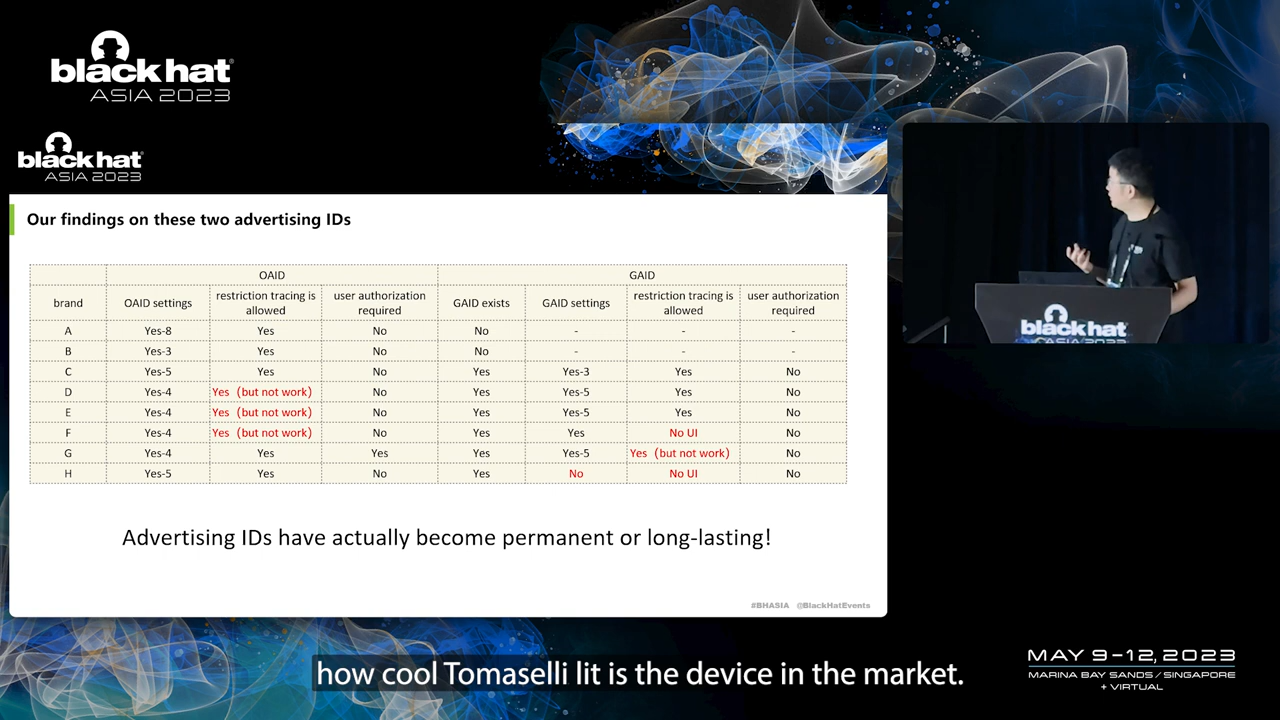 black hat
ASIA 2023
black hat
ASIA 2023
Our findings on these two advertising IDs
OAID GAID
brand OAID settings restriction tracing is allowed user authorization required GAID exists GAID settings restriction tracing is allowed user authorization required
A Yes-8 Yes No No - - -
B Yes-3 Yes No No - - -
C Yes-5 Yes No Yes Yes-3 Yes No
D Yes-4 Yes (but not work) No Yes Yes-5 Yes No
E Yes-4 Yes (but not work) No Yes Yes-5 Yes No
F Yes-4 Yes (but not work) No Yes Yes No UI No
G Yes-4 Yes Yes Yes Yes-5 Yes (but not work) No
H Yes-5 Yes No Yes No No UI No
Advertising IDs have actually become permanent or long-lasting!
#BHASIA @BlackHatEvents
black hat
ASIA 2023
how cool Tomaselli lit is the device in the market.
MAY 9-12, 2023
MARINA BAY SANDS / SINGAPORE
+ VIRTUAL